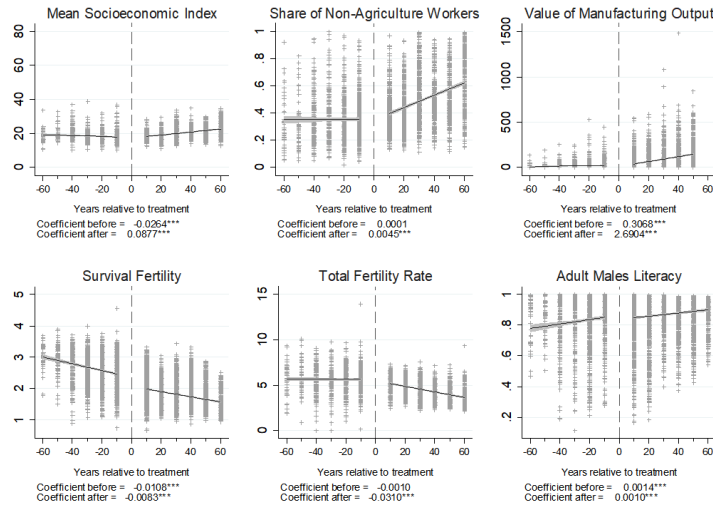 Mean Socioeconomic Index
80
60
40
20
0
-60 -40 -20 0 20 40 60
Years relative to treatment
Coefficient before = -0.0264***
Coefficient after = 0.0877***
Share of Non-Agriculture Workers
1
.8
.6
.4
.2
0
-60 -40 -20 0 20 40 60
Years relative to treatment
Coefficient before = 0.0001
Coefficient after = 0.0045***
Value of Manufacturing Output
1500
1000
500
0
-60 -40 -20 0 20 40 60
Years relative to treatment
Coefficient before = 0.3068***
Coefficient after = 2.6904***
Survival Fertility
5
4
3
2
1
-60 -40 -20 0 20 40 60
Years relative to treatment
Coefficient before = -0.0108***
Coefficient after = -0.0083***
Total Fertility Rate
15
10
5
0
-60 -40 -20 0 20 40 60
Years relative to treatment
Coefficient before = -0.0010
Coefficient after = -0.0310***
Adult Males Literacy
1
.8
.6
.4
.2
-60 -40 -20 0 20 40 60
Years relative to treatment
Coefficient before = 0.0014***
Coefficient after = 0.0010***